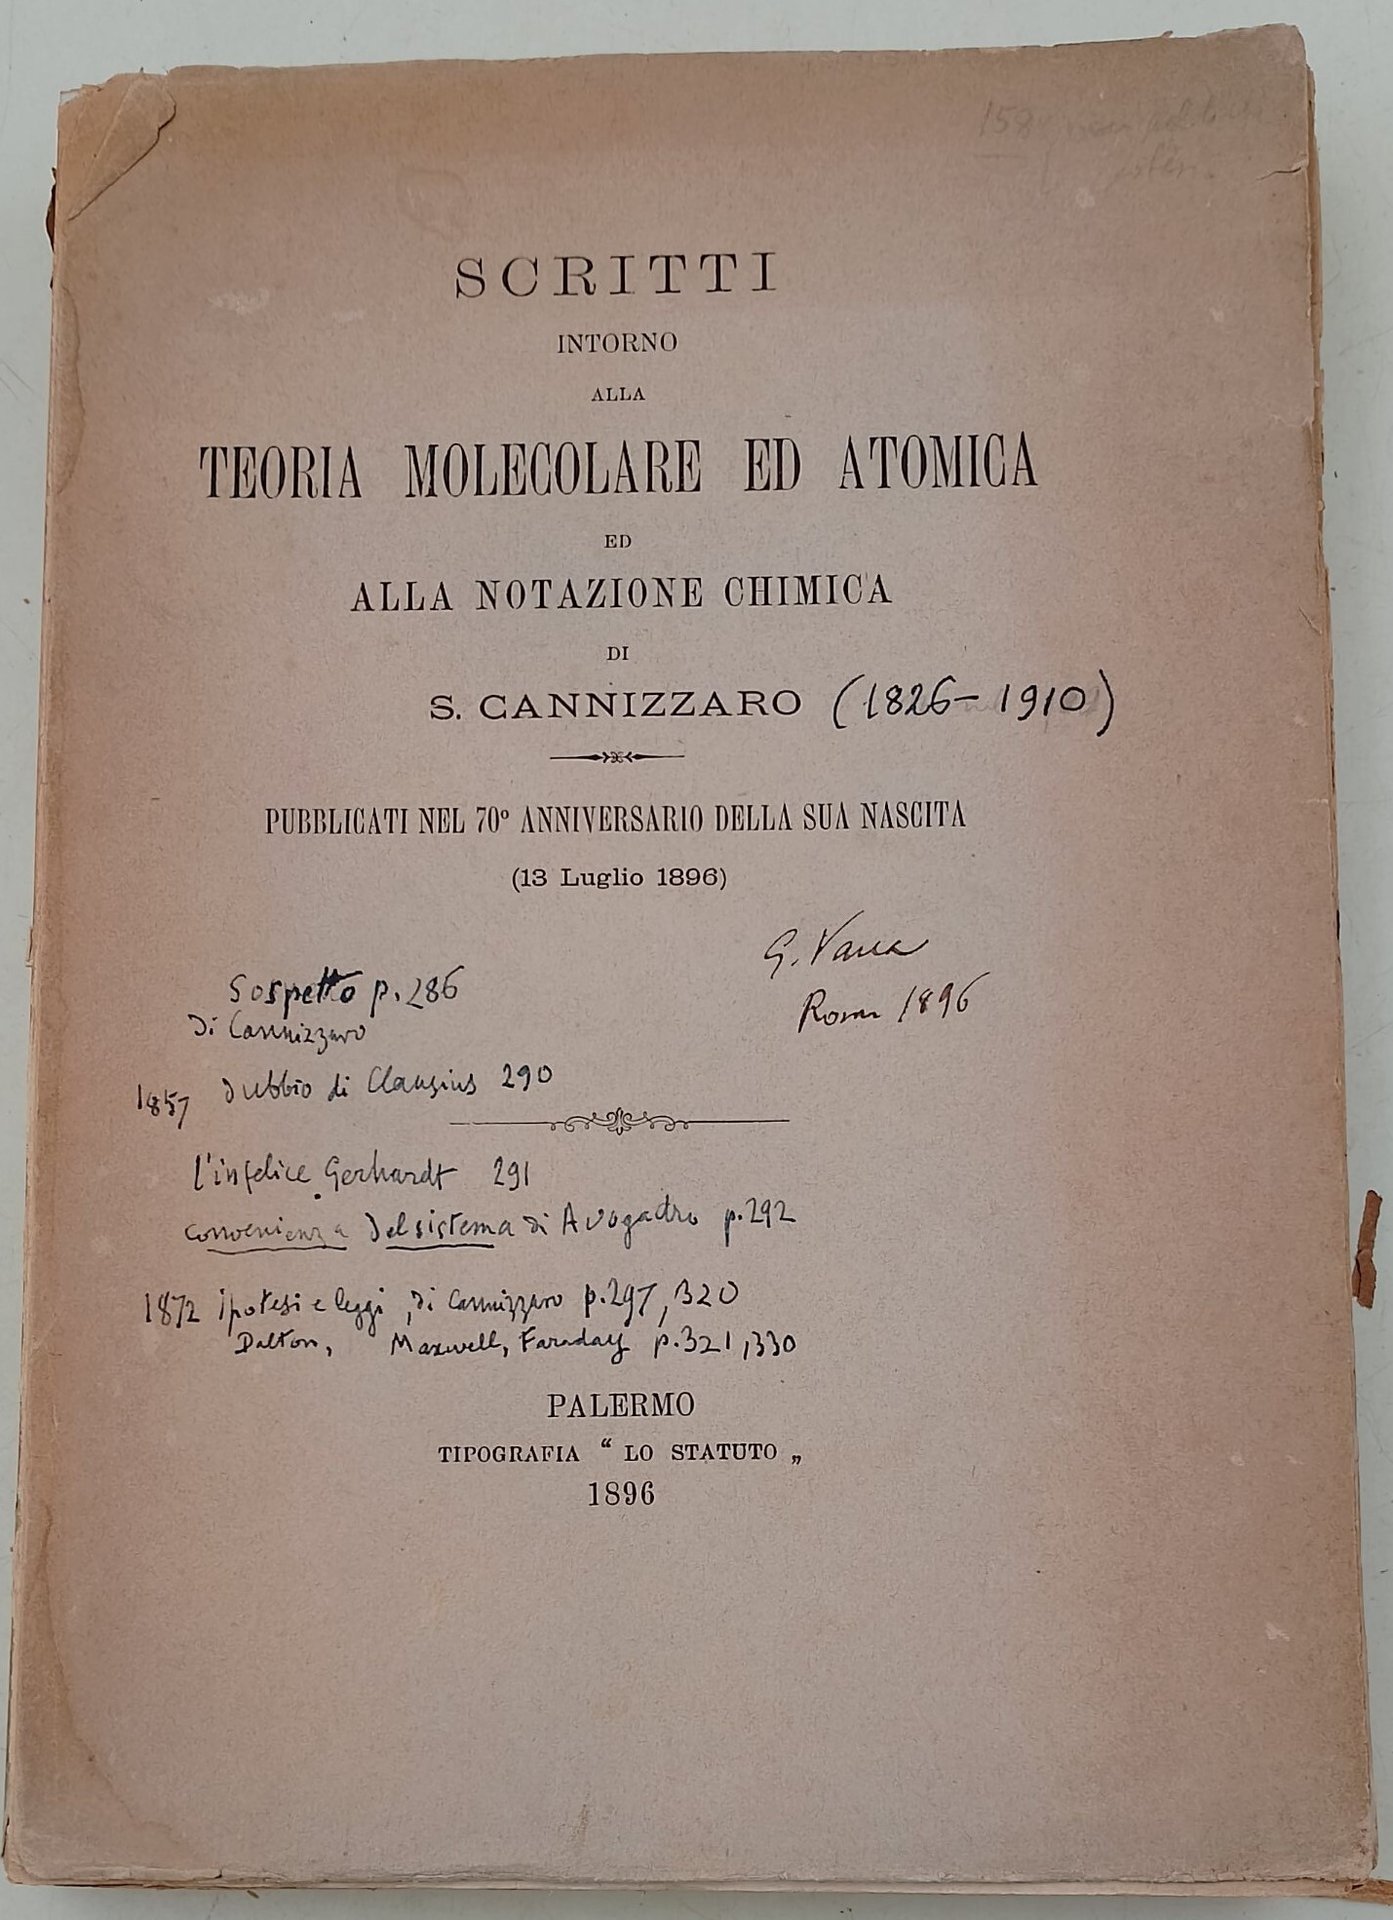 158
SCRITTI
INTORNO
ALLA
TEORIA MOLECOLARE ED ATOMICA
ED
ALLA NOTAZIONE CHIMICA
DI
S. CANNIZZARO (1826-1910)
PUBBLICATI NEL 70º ANNIVERSARIO DELLA SUA NASCITA
(13 Luglio 1896)
G. Vacca
Roma 1896
Sospetto p. 286
di Cannizzaro
1857 dubbio di Clausius 290
l'infelice Gerhardt 291
convenienza del sistema di Avogadro p. 292
1872 ipotesi e leggi, di Cannizzaro p. 297, 320
Dalton, Maxwell, Faraday p. 321, 330
PALERMO
TIPOGRAFIA “ LO STATUTO „
1896